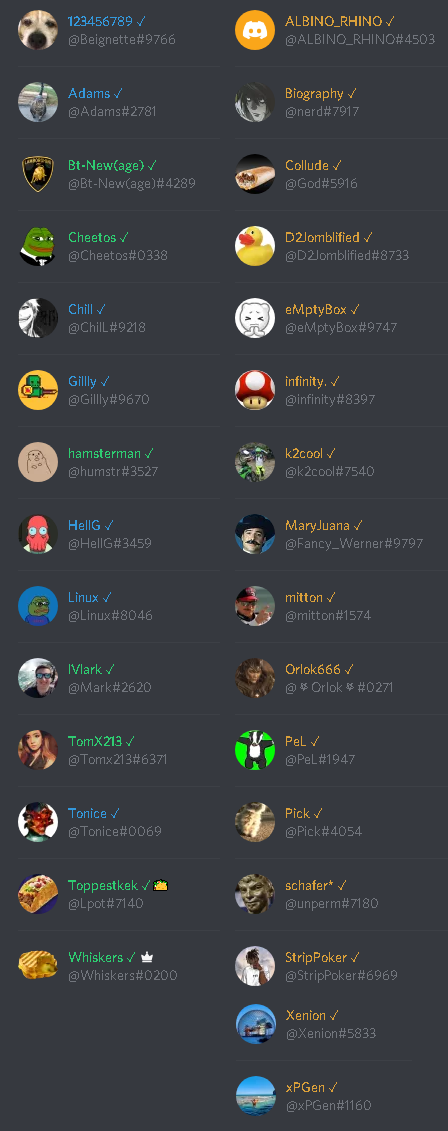 123456789 ✓
@Beignette#9766
Adams ✓
@Adams#2781
Bt-New(age) ✓
@Bt-New(age)#4289
Cheetos ✓
@Cheetos#0338
Chill ✓
@ChilL#9218
Gillly ✓
@Gillly#9670
hamsterman ✓
@humstr#3527
HellG ✓
@HellG#3459
Linux ✓
@Linux#8046
lVlark ✓
@Mark#2620
TomX213 ✓
@Tomx213#6371
Tonice ✓
@Tonice#0069
Toppestkek ✓
@Lpot#7140
Whiskers ✓
@Whiskers#0200
ALBINO_RHINO ✓
@ALBINO_RHINO#4503
Biography ✓
@nerd#7917
Collude ✓
@God#5916
D2Jomblified ✓
@D2Jomblified#8733
eMptyBox ✓
@eMptyBox#9747
infinity. ✓
@infinity#8397
k2cool ✓
@k2cool#7540
MaryJuana ✓
@Fancy_Werner#9797
mitton ✓
@mitton#1574
Orlok666 ✓
@⛧Orlok⛧#0271
PeL ✓
@PeL#1947
Pick ✓
@Pick#4054
schafer* ✓
@unperm#7180
StripPoker ✓
@StripPoker#6969
Xenion ✓
@Xenion#5833
xPGen ✓
@xPGen#1160